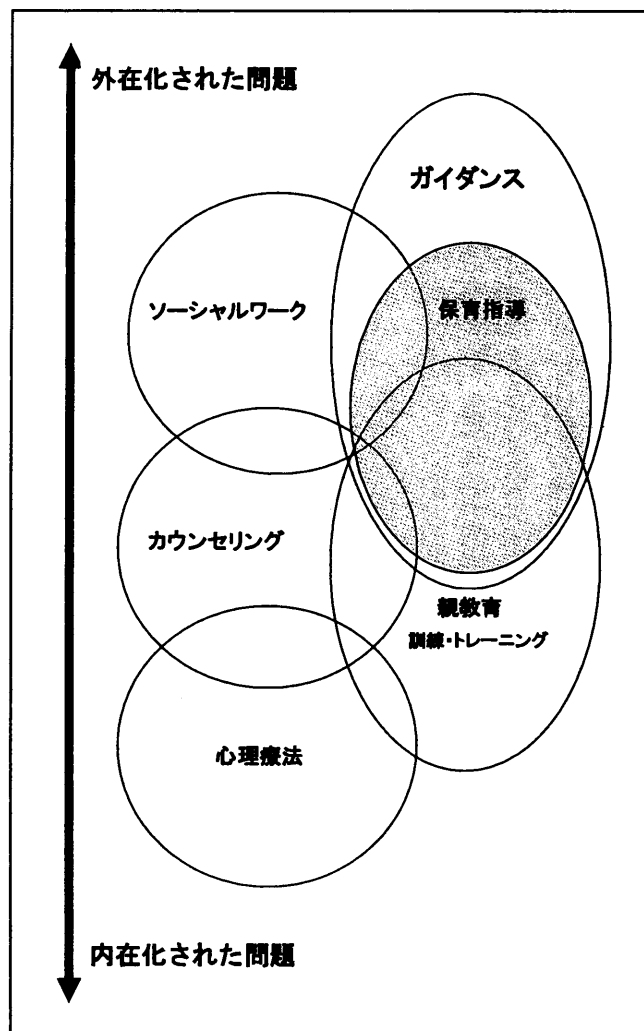 外在化された問題
ガイダンス
ソーシャルワーク
保育指導
カウンセリング
親教育
訓練・トレーニング
心理療法
内在化された問題